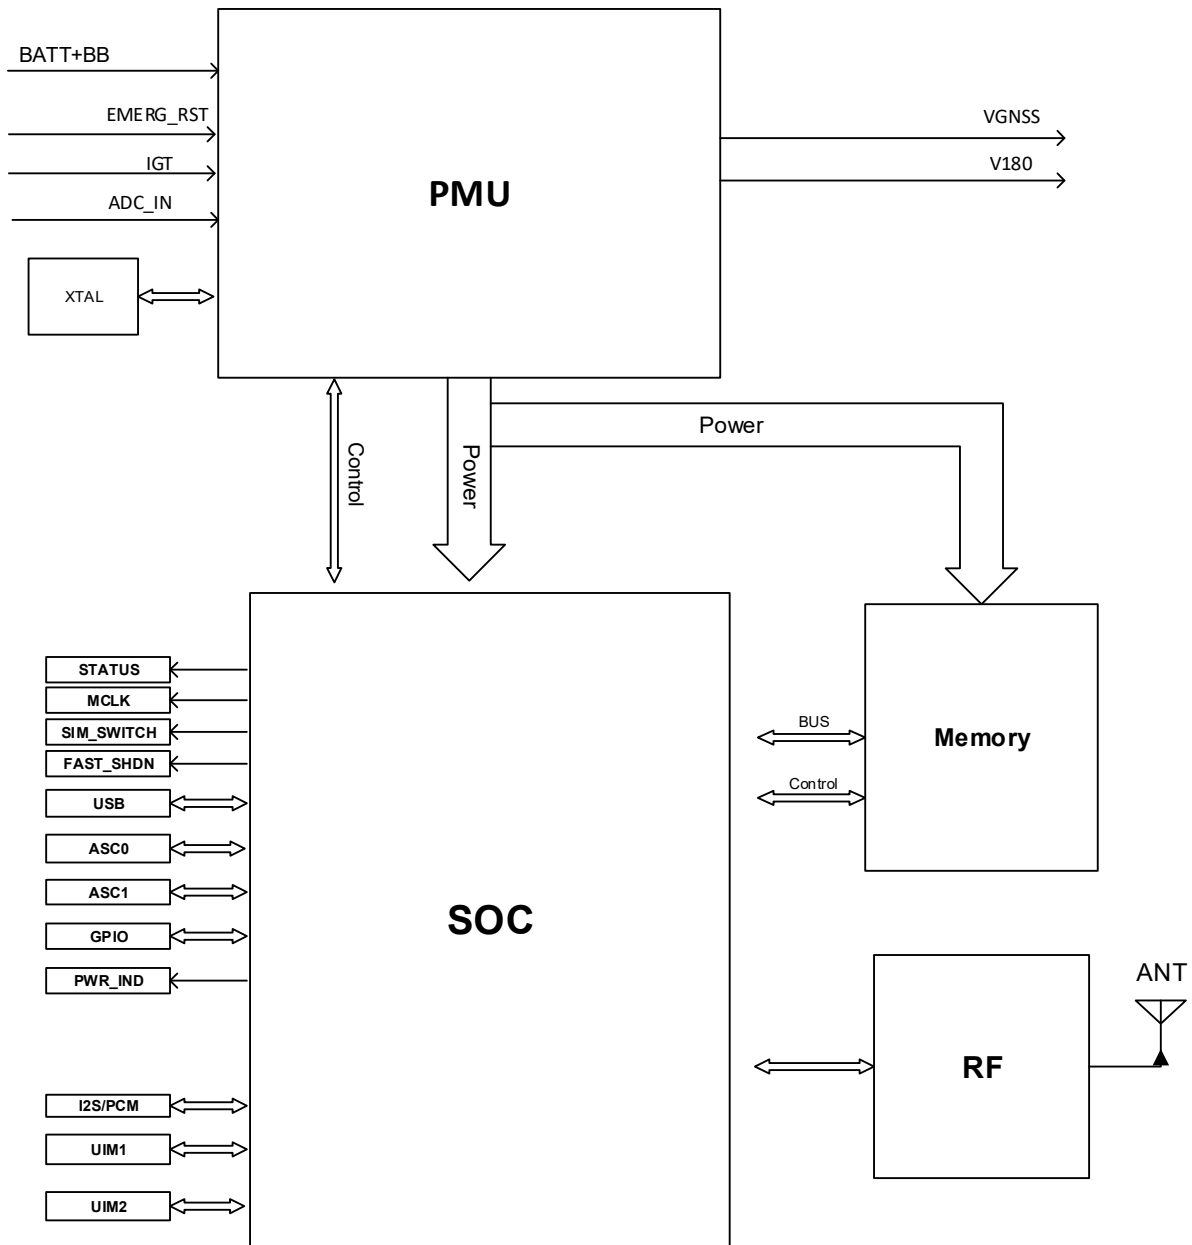 BATT+BB
EMERG_RST
IGT
ADC_IN
XTAL
PMU
VGNSS
V180
Control
Power
Power
STATUS
MCLK
SIM_SWITCH
FAST_SHDN
USB
ASC0
ASC1
GPIO
PWR_IND
I2S/PCM
UIM1
UIM2
SOC
BUS
Control
Memory
RF
ANT